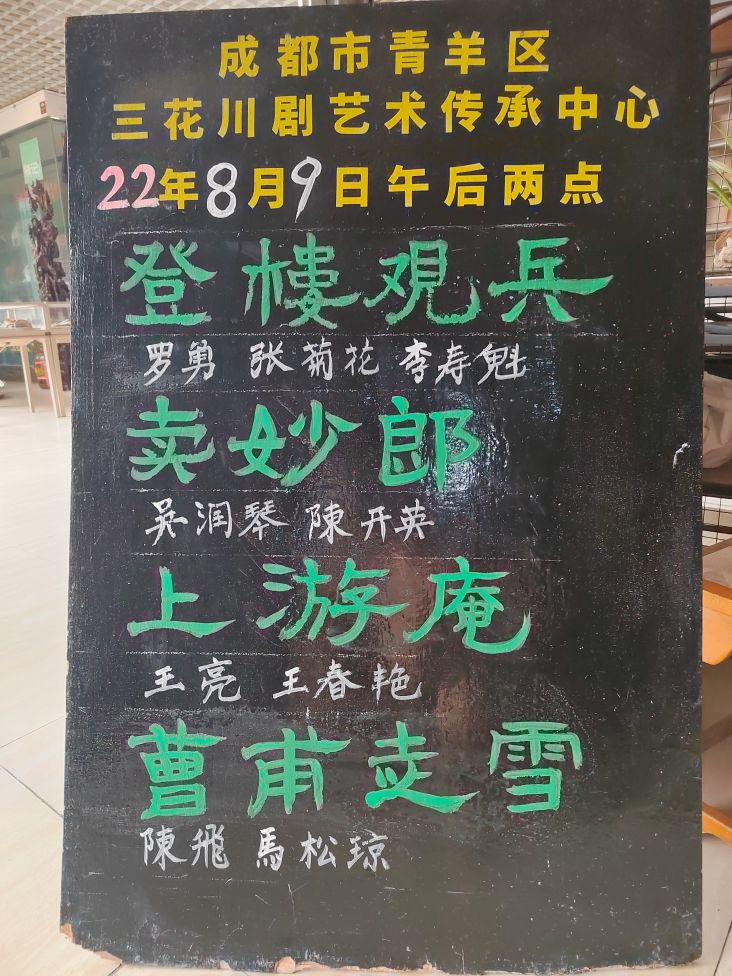 成都市青羊区
三花川剧艺术传承中心
22年8月9日午后两点
登楼观兵
罗勇 张菊花 李寿魁
卖妙郎
吴润琴 陳开英
上游庵
王亮 王春艳
曹甫走雪
陳飛 馬松琼